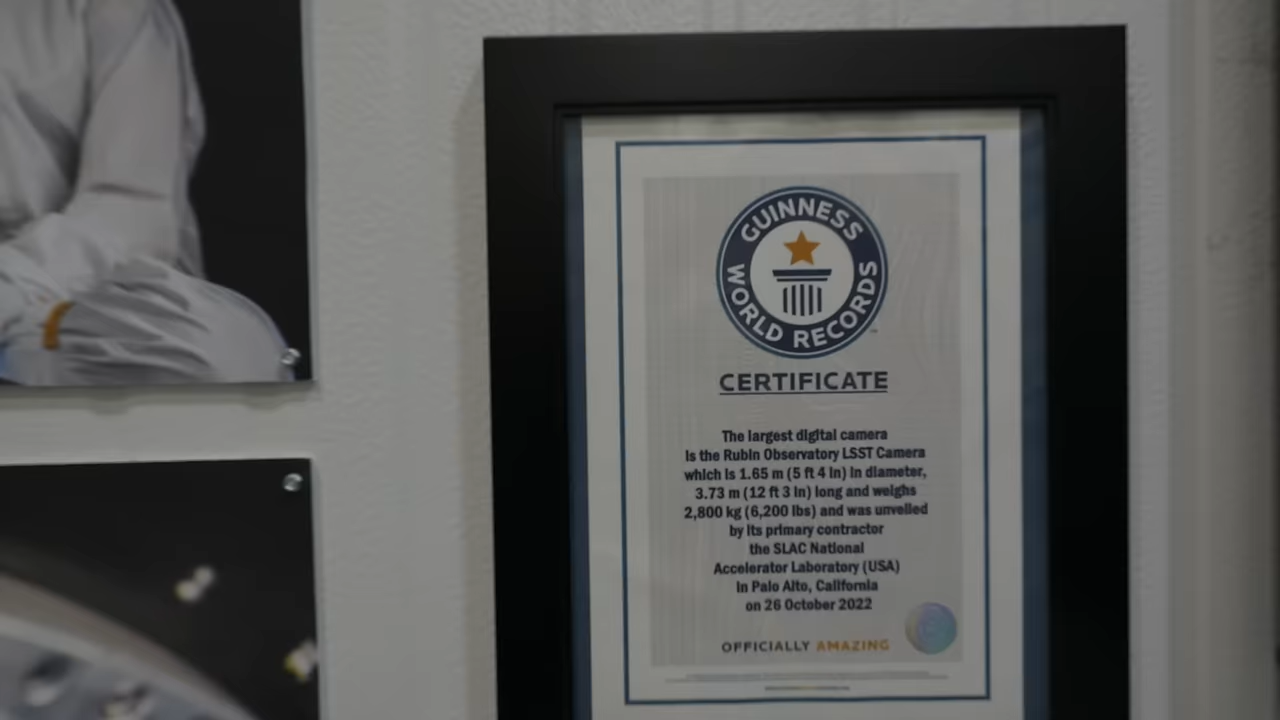 GUINNESS
WORLD RECORDS
CERTIFICATE
The largest digital camera
is the Rubin Observatory LSST Camera
which is 1.65 m (5 ft 4 in) in diameter,
3.73 m (12 ft 3 in) long and weighs
2,800 kg (6,200 lbs) and was unveiled
by its primary contractor
the SLAC National
Accelerator Laboratory (USA)
in Palo Alto, California
on 26 October 2022
OFFICIALLY AMAZING